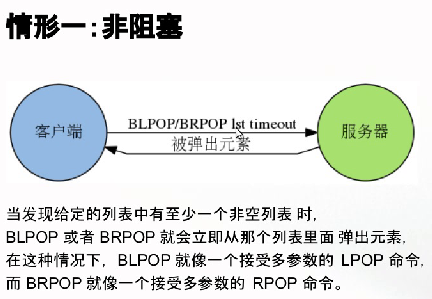 情形一：非阻塞
BLPOP/BRPOP lst timeout
客户端
服务器
被弹出元素
当发现给定的列表中有至少一个非空列表 时，
BLPOP 或者 BRPOP 就会立即从那个列表里面 弹出元素，
在这种情况下， BLPOP 就像一个接受多参数的 LPOP 命令，
而 BRPOP 就像一个接受多参数的 RPOP 命令。